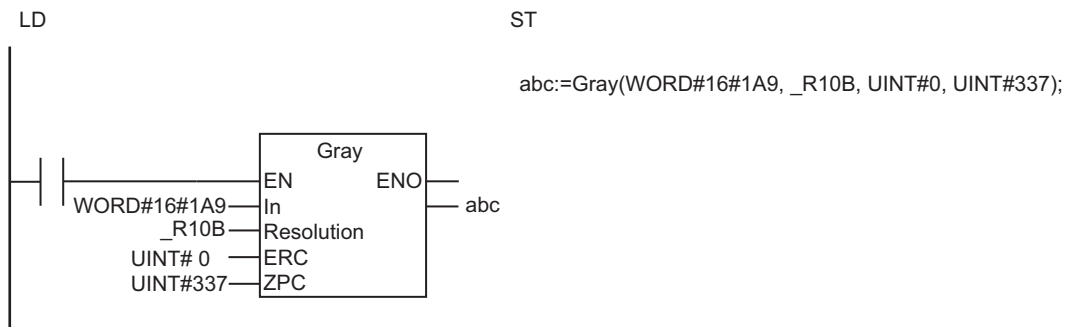 LD
ST
abc:=Gray(WORD#16#1A9, _R10B, UINT#0, UINT#337);
Gray
EN ENO
WORD#16#1A9 In abc
_R10B Resolution
UINT# 0 ERC
UINT#337 ZPC